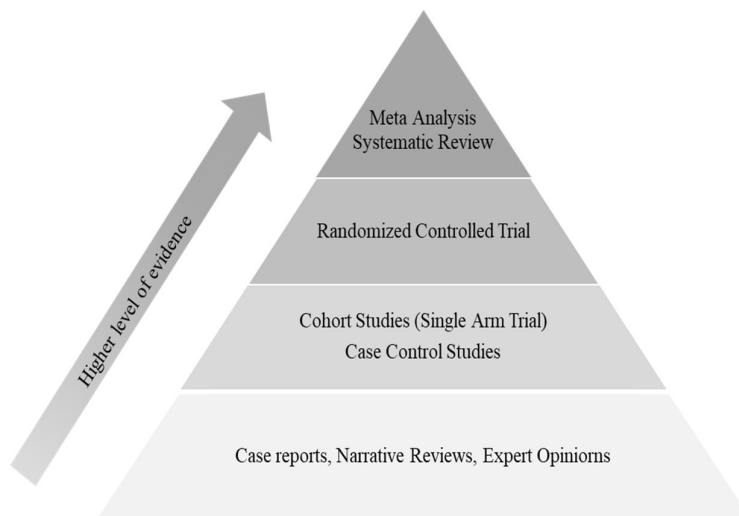 Meta Analysis
Systematic Review
Randomized Controlled Trial
Higher level of evidence
Cohort Studies (Single Arm Trial)
Case Control Studies
Case reports, Narrative Reviews, Expert Opiniorns